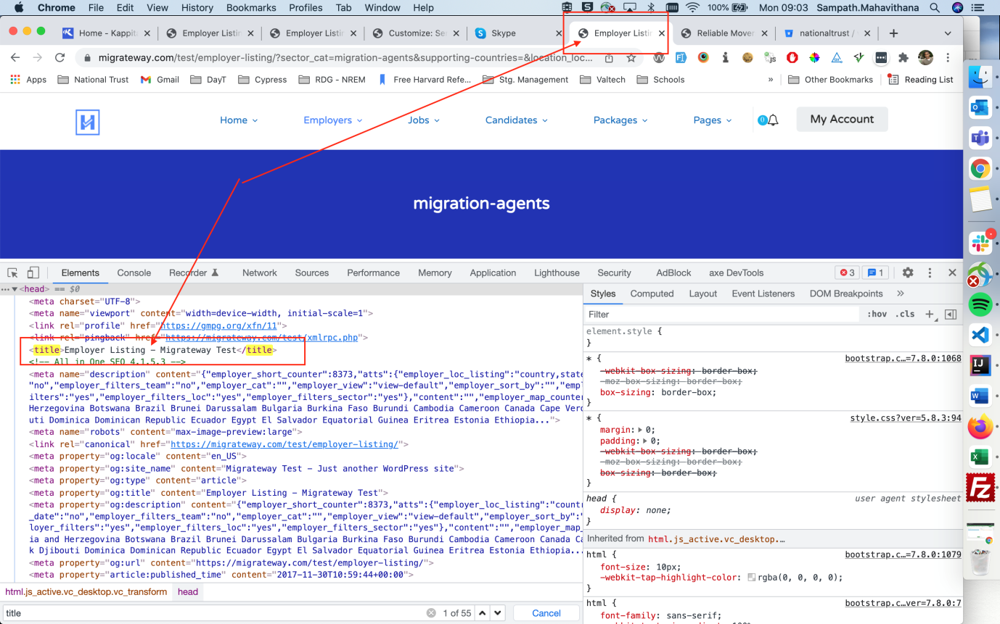 Chrome File Edit View History Bookmarks Profiles Tab Window Help 100% Mon 09:03 Sampath.Mahavithana
Home - Kappit Employer Listin Employer Listin Customize: Sea Skype Employer Listin Reliable Mover nationaltrust /
migrateway.com/test/employer-listing/?sector_cat=migration-agents&supporting-countries=&location_loc...
Apps National Trust Gmail DayT Cypress RDG - NREM Free Harvard Refe... Stg. Management Valtech Schools » Other Bookmarks Reading List
Home Employers Jobs Candidates Packages Pages 0 My Account
migration-agents
Elements Console Recorder Network Sources Performance Memory Application Lighthouse Security AdBlock axe DevTools 3 1
<head> == $0
<meta charset="UTF-8">
<meta name="viewport" content="width=device-width, initial-scale=1">
<link rel="profile" href="https://gmpg.org/xfn/11">
<link rel="pingback" href="https://migrateway.com/test/xmlrpc.php">
<title>Employer Listing – Migrateway Test</title>
<!-- All in One SEO 4.1.5.3 -->
<meta name="description" content="{"employer_short_counter":8373,"atts":{"employer_loc_listing":"country,state
"no","employer_filters_team":"no","employer_cat":"","employer_view":"view-default","employer_sort_by":"","emp
ilters":"yes","employer_filters_loc":"yes","employer_filters_sector":"yes"},"content":"","employer_map_counte
Herzegovina Botswana Brazil Brunei Darussalam Bulgaria Burkina Faso Burundi Cambodia Cameroon Canada Cape Verd
uti Dominica Dominican Republic Ecuador Egypt El Salvador Equatorial Guinea Eritrea Estonia Ethiopia...">
<meta name="robots" content="max-image-preview:large">
<link rel="canonical" href="https://migrateway.com/test/employer-listing/">
<meta property="og:locale" content="en_US">
<meta property="og:site_name" content="Migrateway Test – Just another WordPress site">
<meta property="og:type" content="article">
<meta property="og:title" content="Employer Listing – Migrateway Test">
<meta property="og:description" content="{"employer_short_counter":8373,"atts":{"employer_loc_listing":"countr
_date":"no","employer_filters_team":"no","employer_cat":"","employer_view":"view-default","employer_sort_by":"
loyer_filters":"yes","employer_filters_loc":"yes","employer_filters_sector":"yes"},"content":"","employer_map_
ia and Herzegovina Botswana Brazil Brunei Darussalam Bulgaria Burkina Faso Burundi Cambodia Cameroon Canada Ca
k Djibouti Dominica Dominican Republic Ecuador Egypt El Salvador Equatorial Guinea Eritrea Estonia Ethiopia...
<meta property="og:url" content="https://migrateway.com/test/employer-listing/">
<meta property="article:published_time" content="2017-11-30T10:59:44+00:00">
html.js_active.vc_desktop.vc_transform head
title 1 of 55 Cancel
Styles Computed Layout Event Listeners DOM Breakpoints »
Filter :hov .cls +
element.style {
}
* { bootstrap.c…=7.8.0:1068
-webkit-box-sizing: border-box;
-moz-box-sizing: border-box;
box-sizing: border-box;
}
* { style.css?ver=5.8.3:94
margin: 0;
padding: 0;
-webkit-box-sizing: border-box;
-moz-box-sizing: border-box;
box-sizing: border-box;
}
head { user agent stylesheet
display: none;
}
Inherited from html.js_active.vc_desktop.…
html { bootstrap.c…=7.8.0:1079
font-size: 10px;
-webkit-tap-highlight-color: rgba(0, 0, 0, 0);
}
html { bootstrap.c…ver=7.8.0:7
font-family: sans-serif;